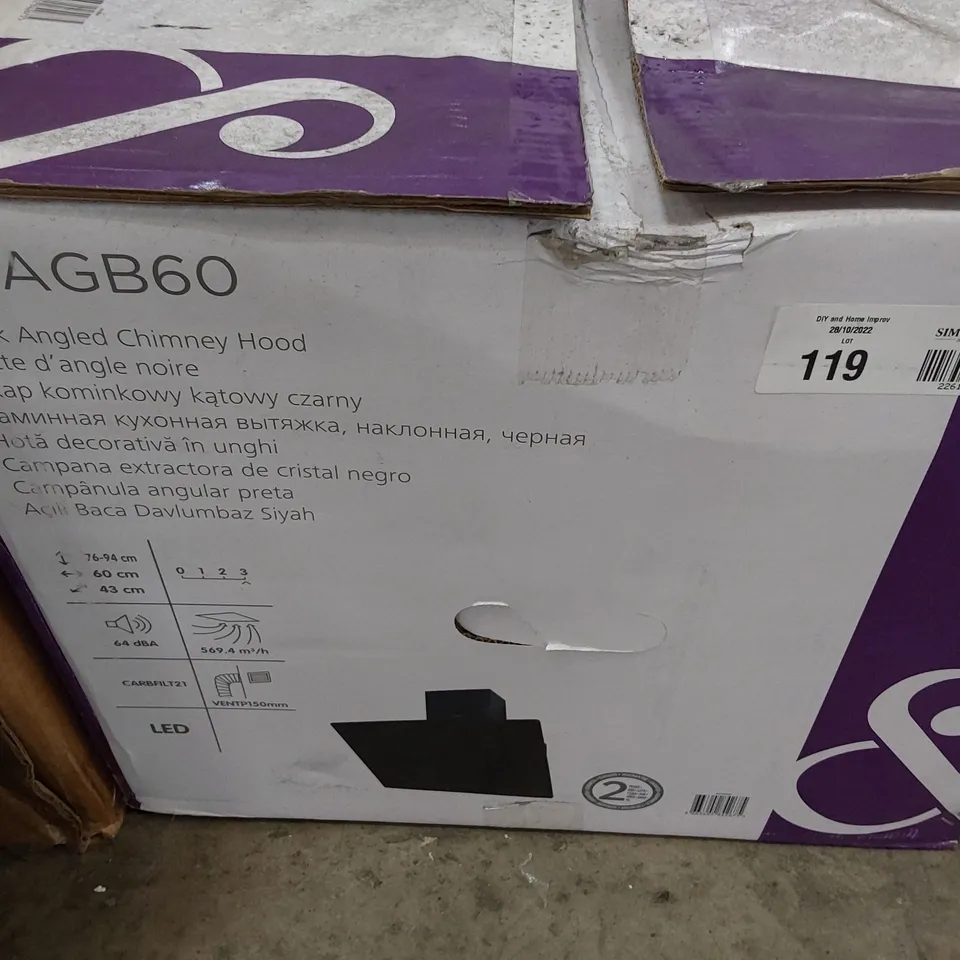 AGB60
DIY and Home Improv
28/10/2022
LOT
119
SIM
2261
k Angled Chimney Hood
te d'angle noire
ap kominkowy kątowy czarny
аминная кухонная вытяжка, наклонная, черная
Hotă decorativă în unghi
Campana extractora de cristal negro
Campânula angular preta
Açılı Baca Davlumbaz Siyah
76-94 cm
60 cm
43 cm
0 1 2 3
64 dBA
569.4 m³/h
CARBFILT21
VENTP150mm
LED
2